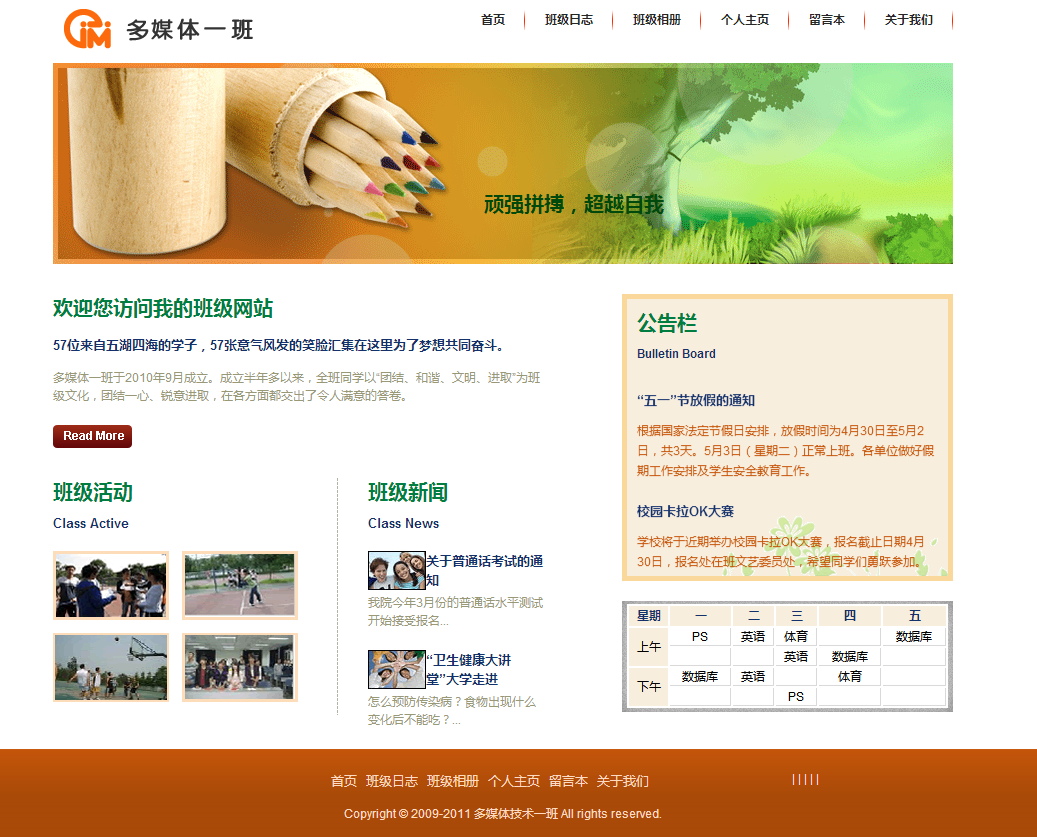 多媒体一班
首页 班级日志 班级相册 个人主页 留言本 关于我们
顽强拼搏，超越自我
欢迎您访问我的班级网站
57位来自五湖四海的学子，57张意气风发的笑脸汇集在这里为了梦想共同奋斗。
多媒体一班于2010年9月成立。成立半年多以来，全班同学以“团结、和谐、文明、进取”为班
级文化，团结一心、锐意进取，在各方面都交出了令人满意的答卷。
Read More
班级活动
Class Active
班级新闻
Class News
关于普通话考试的通
知
我院今年3月份的普通话水平测试
开始接受报名...
“卫生健康大讲
堂”大学走进
怎么预防传染病？食物出现什么
变化后不能吃？...
公告栏
Bulletin Board
“五一”节放假的通知
根据国家法定节假日安排，放假时间为4月30日至5月2
日，共3天。5月3日（星期二）正常上班。各单位做好假
期工作安排及学生安全教育工作。
校园卡拉OK大赛
学校将于近期举办校园卡拉OK大赛，报名截止日期4月
30日，报名处在班文艺委员处，希望同学们勇跃参加。
星期 一 二 三 四 五
上午 PS 英语 体育 数据库
英语 数据库
下午 数据库 英语 体育
PS
首页 班级日志 班级相册 个人主页 留言本 关于我们 | | | | |
Copyright © 2009-2011 多媒体技术一班 All rights reserved.